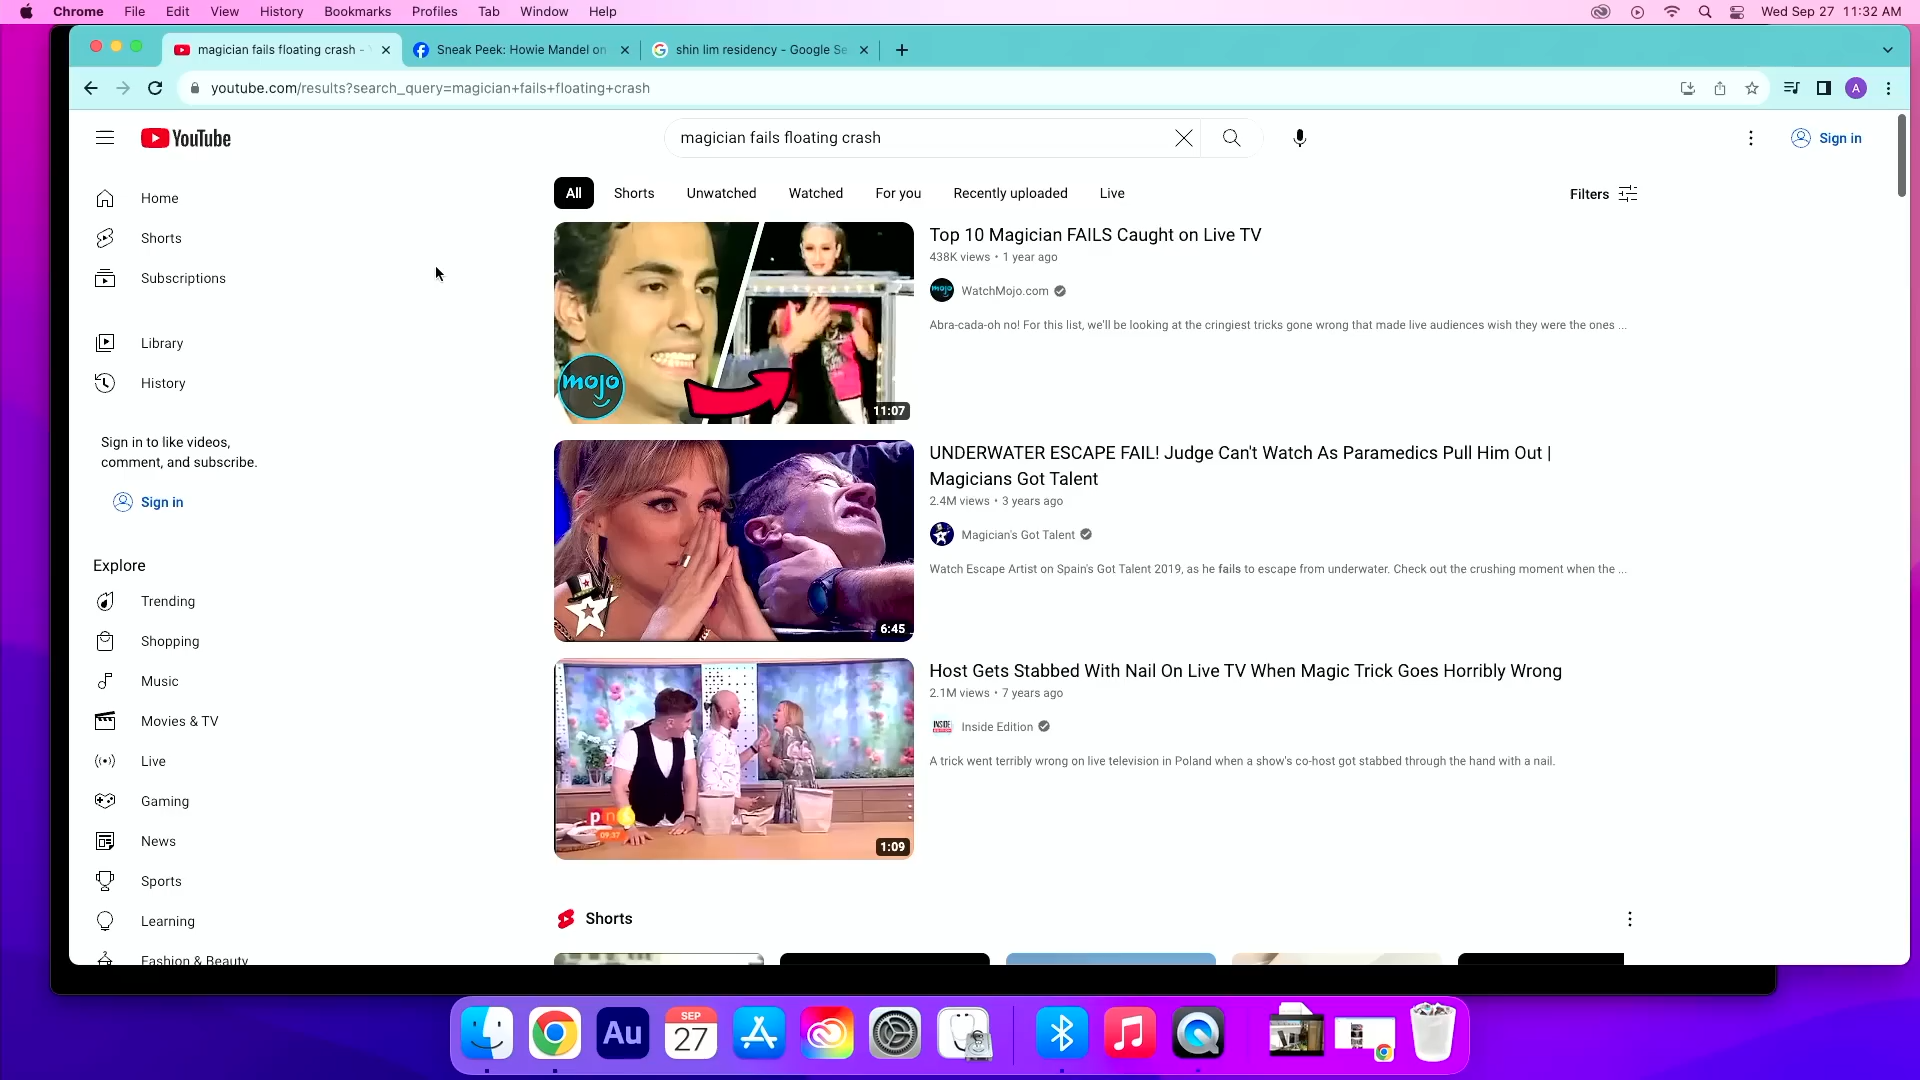 Chrome File Edit View History Bookmarks Profiles Tab Window Help Wed Sep 27 11:32 AM
magician fails floating crash - Sneak Peek: Howie Mandel on shin lim residency - Google Se
youtube.com/results?search_query=magician+fails+floating+crash A
YouTube magician fails floating crash Sign in
Home
Shorts
Subscriptions
Library
History
Sign in to like videos,
comment, and subscribe.
Sign in
Explore
Trending
Shopping
Music
Movies & TV
Live
Gaming
News
Sports
Learning
Fashion & Beauty
All Shorts Unwatched Watched For you Recently uploaded Live Filters
mojo
11:07
Top 10 Magician FAILS Caught on Live TV
438K views • 1 year ago
mojo WatchMojo.com
Abra-cada-oh no! For this list, we'll be looking at the cringiest tricks gone wrong that made live audiences wish they were the ones ...
6:45
UNDERWATER ESCAPE FAIL! Judge Can't Watch As Paramedics Pull Him Out |
Magicians Got Talent
2.4M views • 3 years ago
Magician's Got Talent
Watch Escape Artist on Spain's Got Talent 2019, as he fails to escape from underwater. Check out the crushing moment when the ...
pnś
09:37
1:09
Host Gets Stabbed With Nail On Live TV When Magic Trick Goes Horribly Wrong
2.1M views • 7 years ago
INSIDE Inside Edition
A trick went terribly wrong on live television in Poland when a show's co-host got stabbed through the hand with a nail.
Shorts
Au
SEP
27